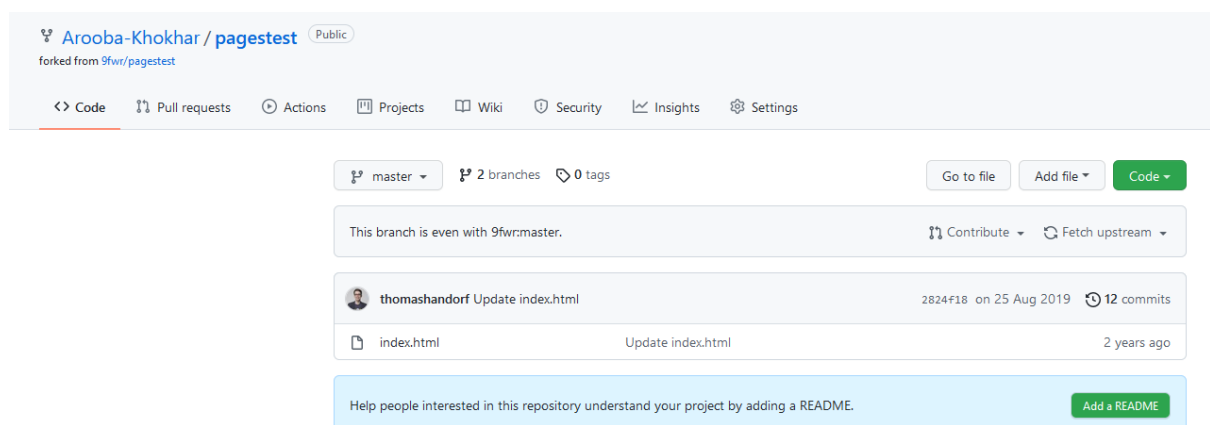 Arooba-Khokhar / pagestest Public
forked from 9fwr/pagestest
<> Code Pull requests Actions Projects Wiki Security Insights Settings
master 2 branches 0 tags Go to file Add file Code
This branch is even with 9fwr:master. Contribute Fetch upstream
thomashandorf Update index.html 2824f18 on 25 Aug 2019 12 commits
index.html Update index.html 2 years ago
Help people interested in this repository understand your project by adding a README. Add a README